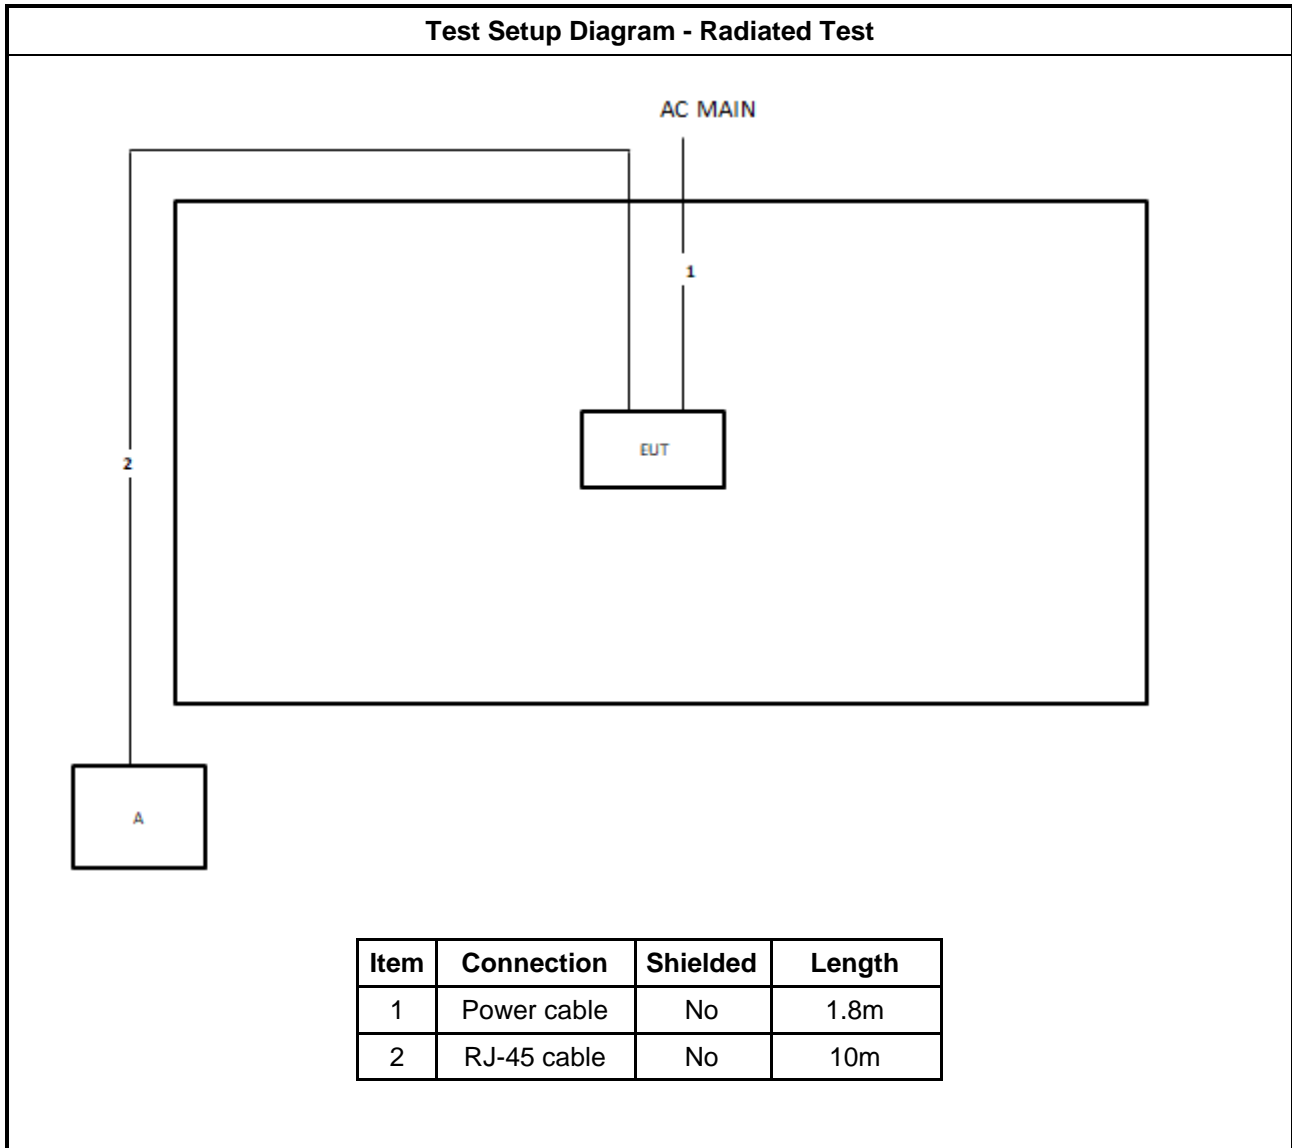 Test Setup Diagram - Radiated Test
AC MAIN
1
EUT
2
A
Item Connection Shielded Length
1 Power cable No 1.8m
2 RJ-45 cable No 10m